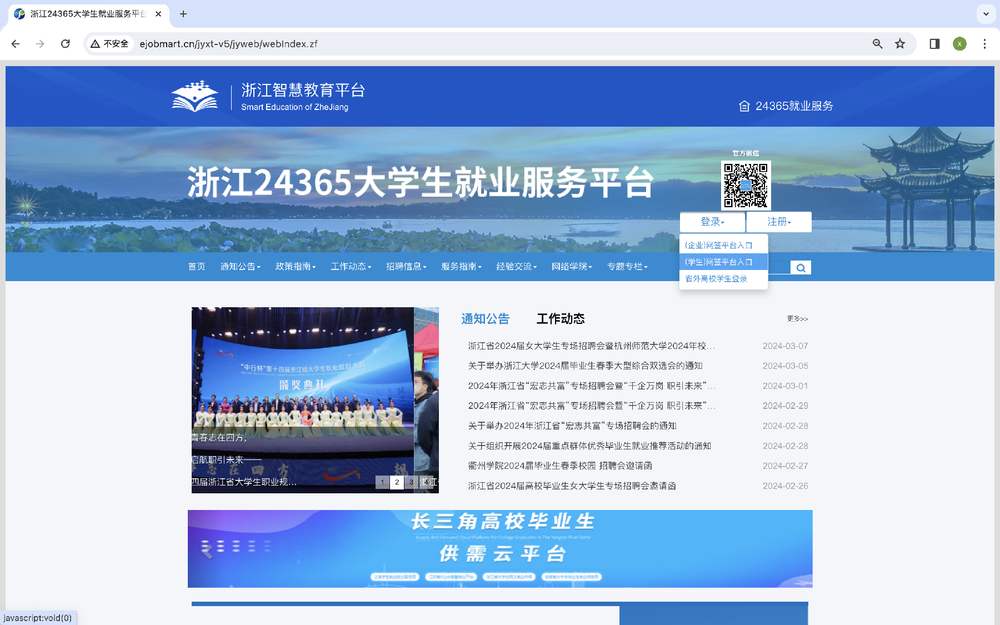 浙江24365大学生就业服务平台
不安全
ejobmart.cn/jyxt-v5/jyweb/webIndex.zf
X
浙江智慧教育平台
Smart Education of ZheJiang
24365就业服务
官方微信
浙江24365大学生就业服务平台
登录
注册
(企业)网签平台入口
(学生)网签平台入口
省外高校学生登录
首页 通知公告 政策指南 工作动态 招聘信息 服务指南 经验交流 网络学院 专题专栏
通知公告 工作动态 更多>>
浙江省2024届女大学生专场招聘会暨杭州师范大学2024年校... 2024-03-07
关于举办浙江大学2024届毕业生春季大型综合双选会的通知 2024-03-05
2024年浙江省“宏志共富”专场招聘会暨“千企万岗 职引未来”... 2024-03-01
2024年浙江省“宏志共富”专场招聘会暨“千企万岗 职引未来”... 2024-02-29
关于举办2024年浙江省“宏志共富”专场招聘会的通知 2024-02-28
关于组织开展2024届重点群体优秀毕业生就业推荐活动的通知 2024-02-28
衢州学院2024届毕业生春季校园 招聘会邀请函 2024-02-27
浙江省2024届高校毕业生女大学生专场招聘会邀请函 2024-02-26
“中行杯”第十四届浙江省大学生职业规划大赛
颁奖典礼
青春志在四方，
启航职引未来——
四届浙江省大学生职业规...
1 2 3
浙江省
长三角高校毕业生
Supply And Demand Cloud Platform For College Graduates In The Yangtze River Delta
供需云平台
javascript:void(0)